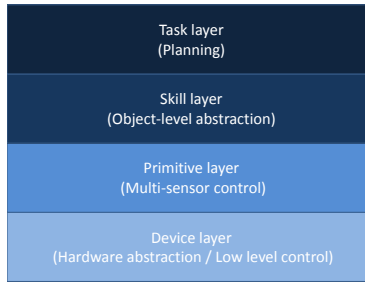 Task layer
(Planning)
Skill layer
(Object-level abstraction)
Primitive layer
(Multi-sensor control)
Device layer
(Hardware abstraction / Low level control)